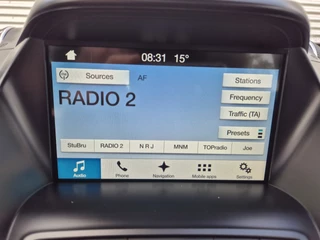 08:31 15°
Sources AF Stations
RADIO 2
Frequency
Traffic (TA)
Presets
StuBru RADIO 2 N R J MNM TOPradio Joe
Audio Phone Navigation Mobile apps Settings